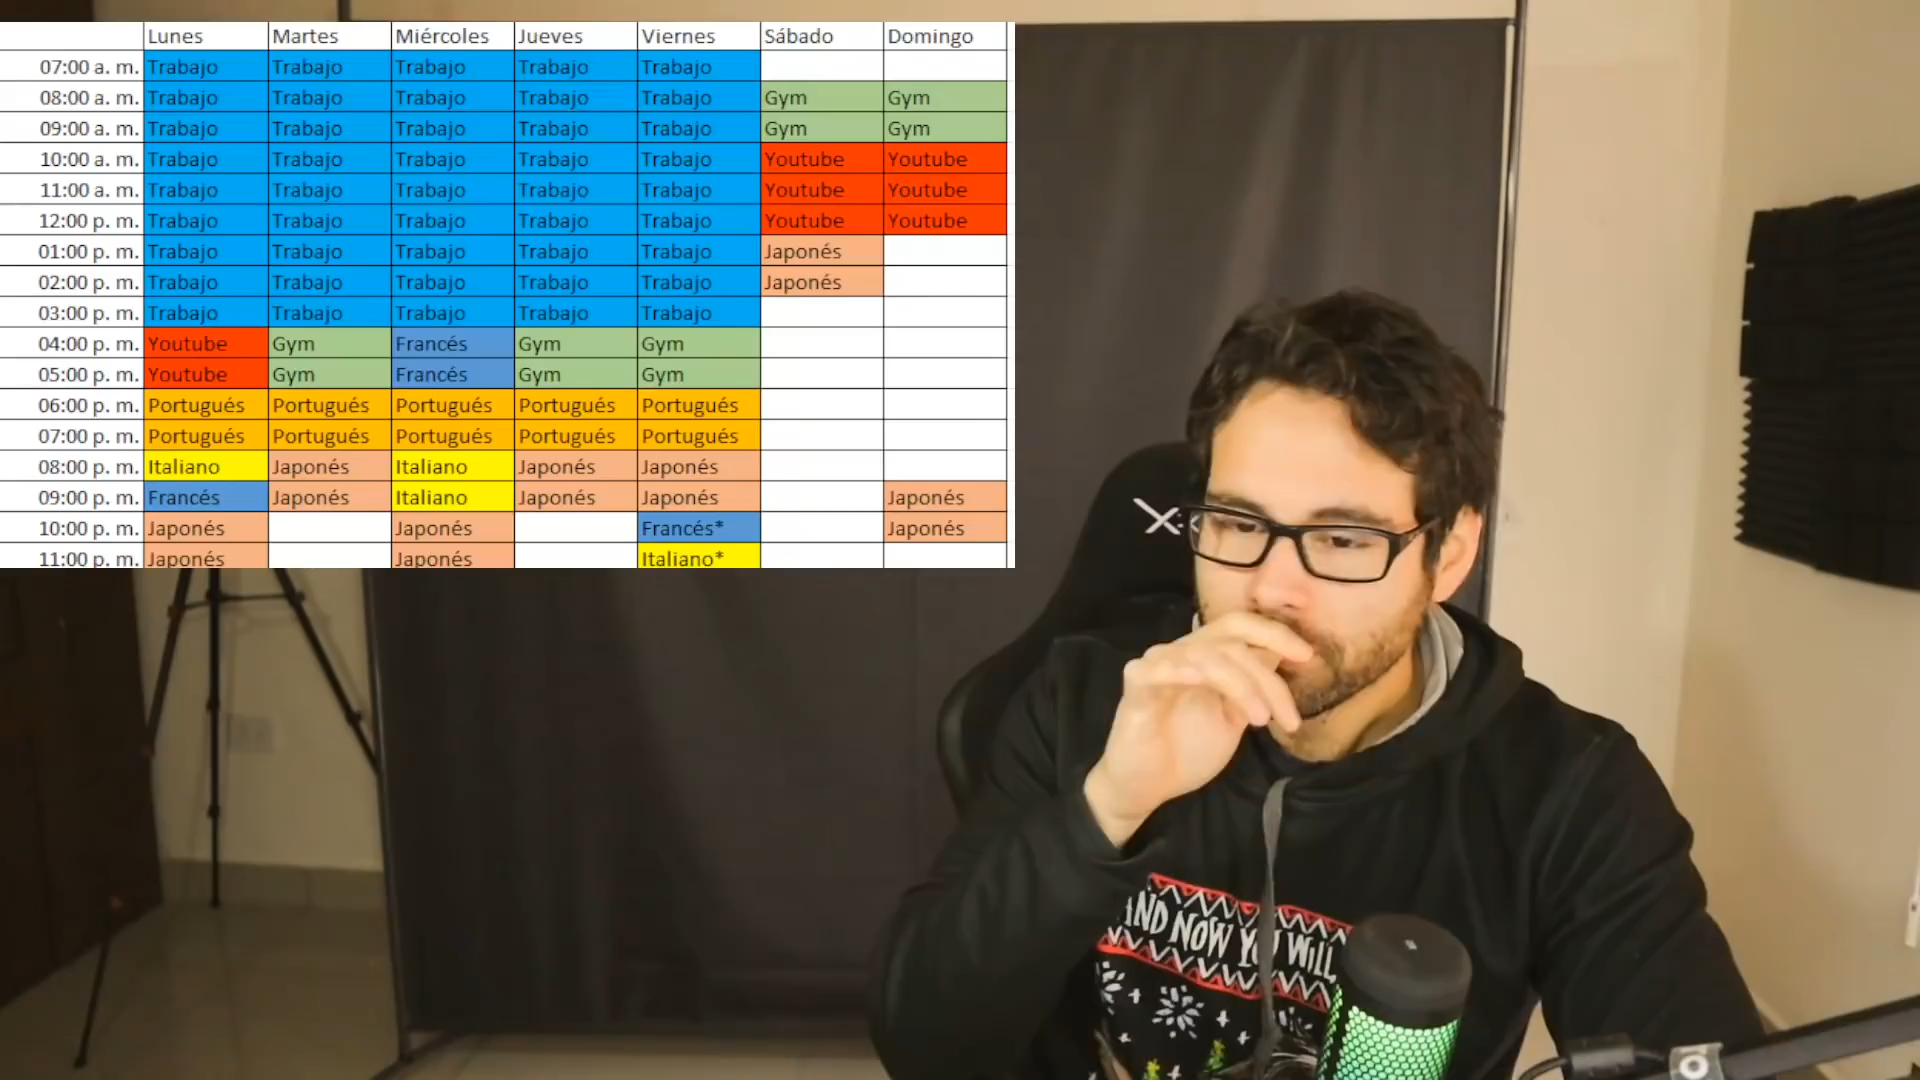 Lunes Martes Miércoles Jueves Viernes Sábado Domingo
07:00 a. m. Trabajo Trabajo Trabajo Trabajo Trabajo
08:00 a. m. Trabajo Trabajo Trabajo Trabajo Trabajo Gym Gym
09:00 a. m. Trabajo Trabajo Trabajo Trabajo Trabajo Gym Gym
10:00 a. m. Trabajo Trabajo Trabajo Trabajo Trabajo Youtube Youtube
11:00 a. m. Trabajo Trabajo Trabajo Trabajo Trabajo Youtube Youtube
12:00 p. m. Trabajo Trabajo Trabajo Trabajo Trabajo Youtube Youtube
01:00 p. m. Trabajo Trabajo Trabajo Trabajo Trabajo Japonés
02:00 p. m. Trabajo Trabajo Trabajo Trabajo Trabajo Japonés
03:00 p. m. Trabajo Trabajo Trabajo Trabajo Trabajo
04:00 p. m. Youtube Gym Francés Gym Gym
05:00 p. m. Youtube Gym Francés Gym Gym
06:00 p. m. Portugués Portugués Portugués Portugués Portugués
07:00 p. m. Portugués Portugués Portugués Portugués Portugués
08:00 p. m. Italiano Japonés Italiano Japonés Japonés
09:00 p. m. Francés Japonés Italiano Japonés Japonés Japonés
10:00 p. m. Japonés Japonés Francés* Japonés
11:00 p. m. Japonés Japonés Italiano*
AND NOW YOU WILL